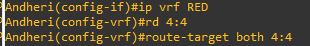 Andheri(config-if)#ip vrf RED
Andheri(config-vrf)#rd 4:4
Andheri(config-vrf)#route-target both 4:4